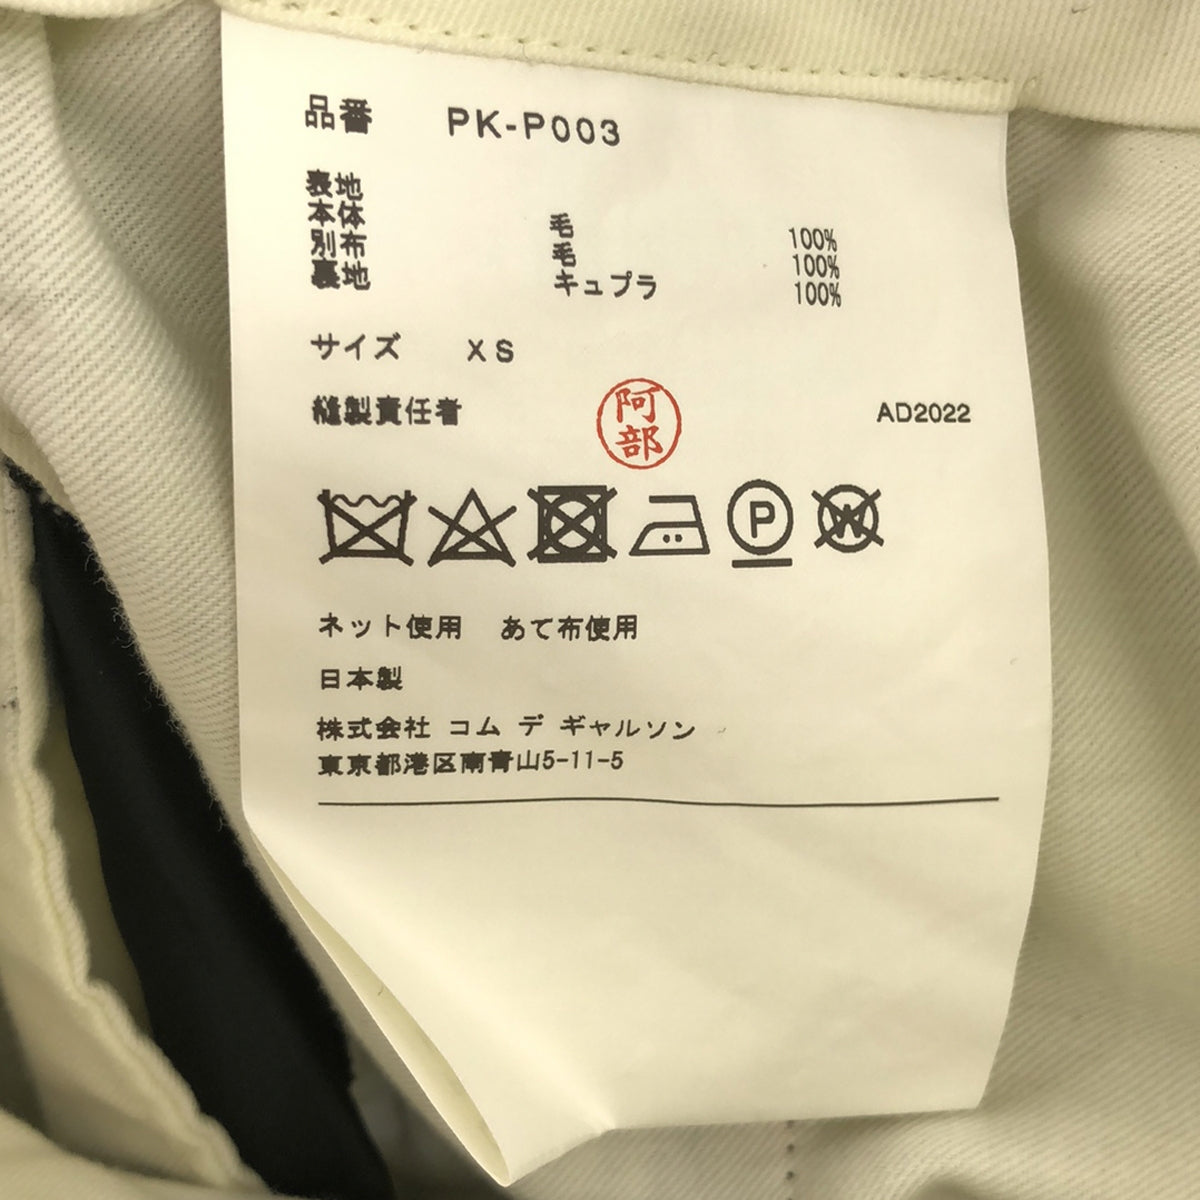 品番 PK-P003
表地
本体 毛 100%
別布 毛 100%
裏地 キュプラ 100%
サイズ XS
縫製責任者 阿部 AD2022
P W
ネット使用 あて布使用
日本製
株式会社 コム デ ギャルソン
東京都港区南青山5-11-5